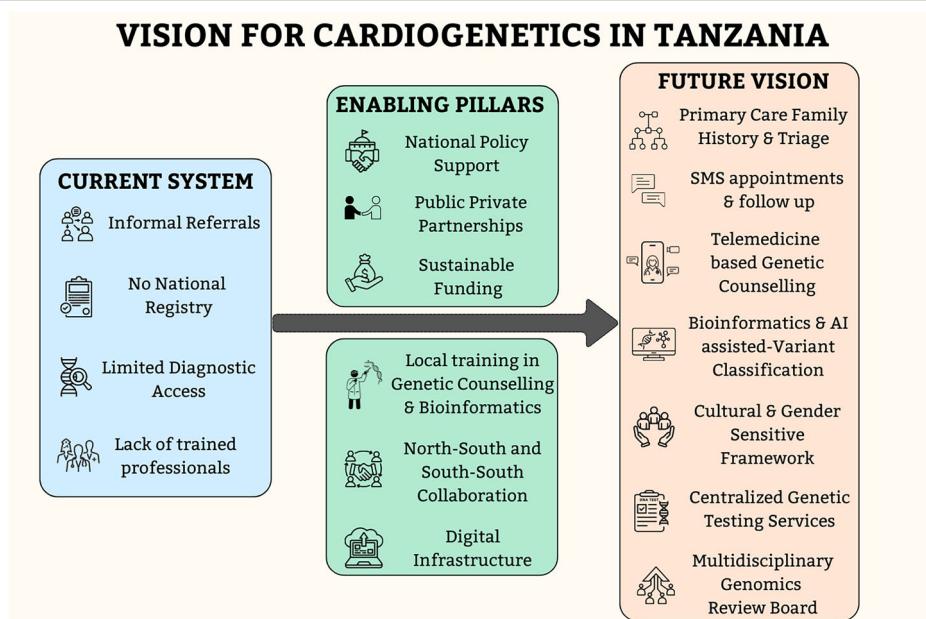 VISION FOR CARDIOGENETICS IN TANZANIA
CURRENT SYSTEM
Informal Referrals
No National
Registry
Limited Diagnostic
Access
Lack of trained
professionals
ENABLING PILLARS
National Policy
Support
Public Private
Partnerships
Sustainable
Funding
Local training in
Genetic Counselling
& Bioinformatics
North-South and
South-South
Collaboration
Digital
Infrastructure
FUTURE VISION
Primary Care Family
History & Triage
SMS appointments
& follow up
Telemedicine
based Genetic
Counselling
Bioinformatics & AI
assisted-Variant
Classification
Cultural & Gender
Sensitive
Framework
DNA TEST
Centralized Genetic
Testing Services
Multidisciplinary
Genomics
Review Board